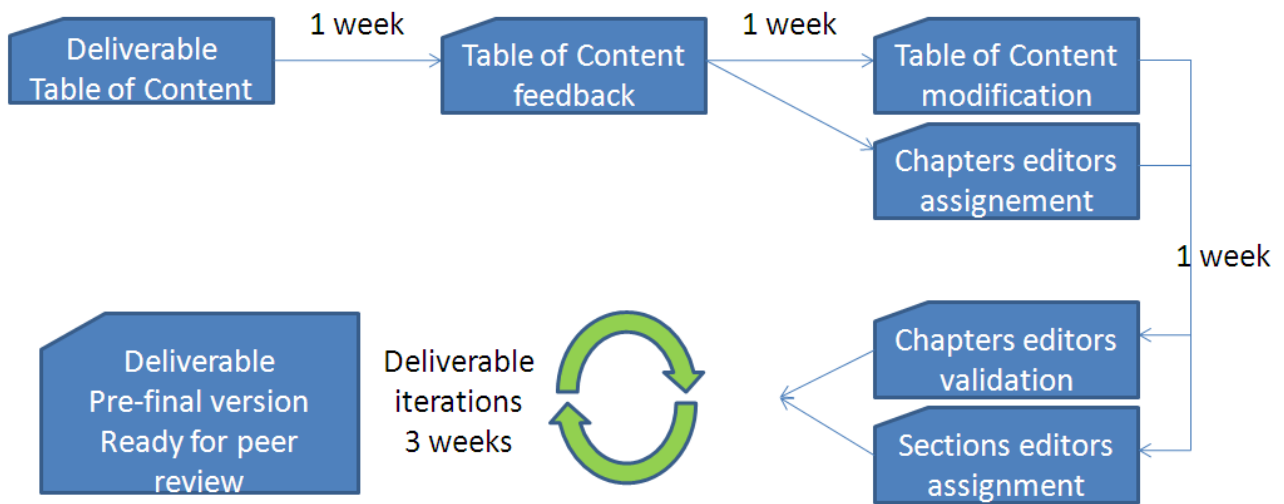 1 week
1 week
Deliverable
Table of Content
Table of Content
feedback
Table of Content
modification
Chapters editors
assignement
1 week
Deliverable
Pre-final version
Ready for peer
review
Deliverable
iterations
3 weeks
Chapters editors
validation
Sections editors
assignment